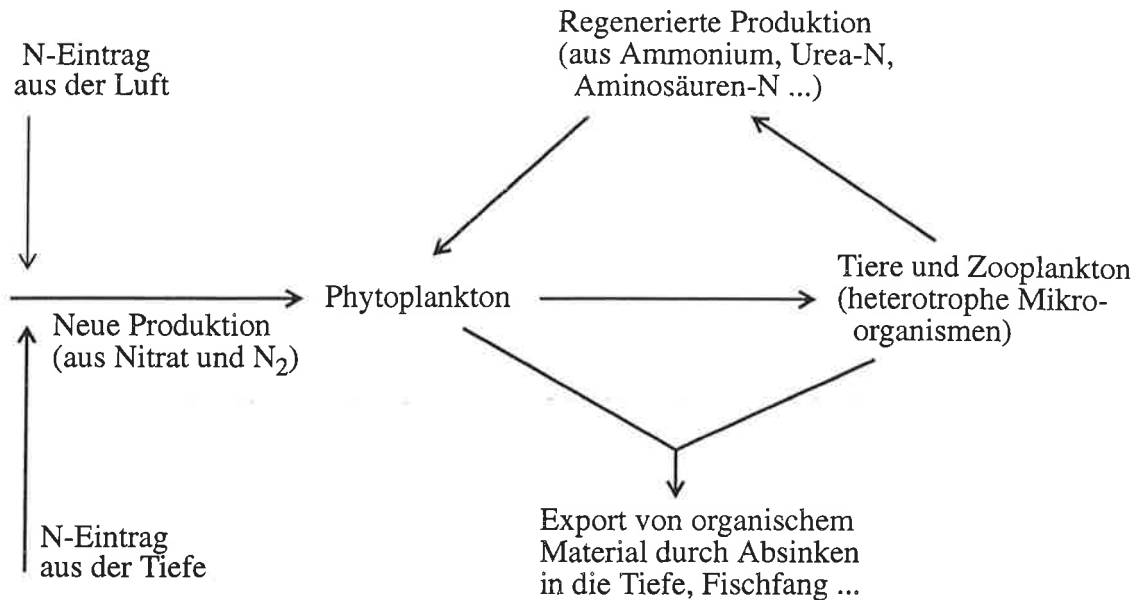 N-Eintrag
aus der Luft
Regenerierte Produktion
(aus Ammonium, Urea-N,
Aminosäuren-N ...)
Neue Produktion
(aus Nitrat und N₂)
Phytoplankton
Tiere und Zooplankton
(heterotrophe Mikro-
organismen)
N-Eintrag
aus der Tiefe
Export von organischem
Material durch Absinken
in die Tiefe, Fischfang ...